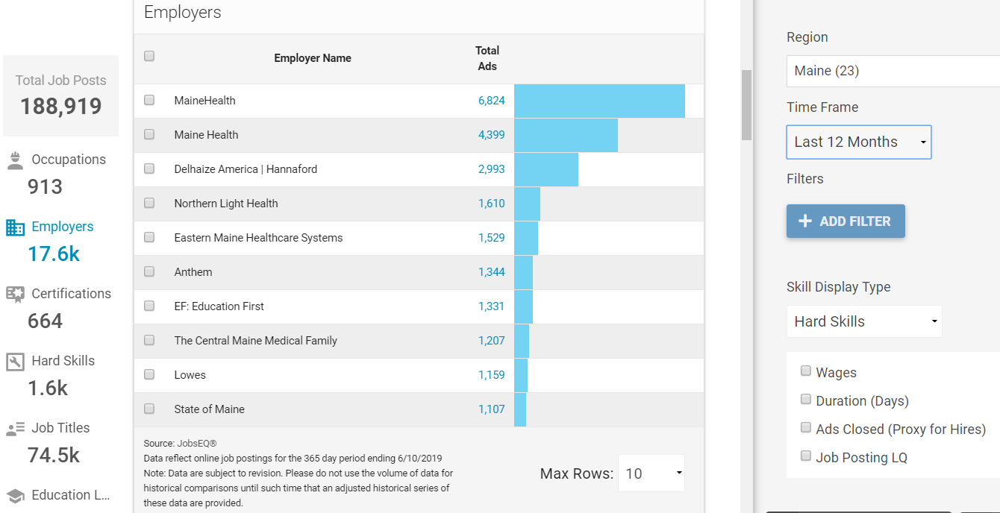 Employers
Total Job Posts
188,919
Occupations
913
Employers
17.6k
Certifications
664
Hard Skills
1.6k
Job Titles
74.5k
Education L...
Employer Name
Total
Ads
MaineHealth 6,824
Maine Health 4,399
Delhaize America | Hannaford 2,993
Northern Light Health 1,610
Eastern Maine Healthcare Systems 1,529
Anthem 1,344
EF: Education First 1,331
The Central Maine Medical Family 1,207
Lowes 1,159
State of Maine 1,107
Source: JobsEQ®
Data reflect online job postings for the 365 day period ending 6/10/2019
Note: Data are subject to revision. Please do not use the volume of data for
historical comparisons until such time that an adjusted historical series of
these data are provided.
Max Rows: 10
Region
Maine (23)
Time Frame
Last 12 Months
Filters
+ ADD FILTER
Skill Display Type
Hard Skills
Wages
Duration (Days)
Ads Closed (Proxy for Hires)
Job Posting LQ